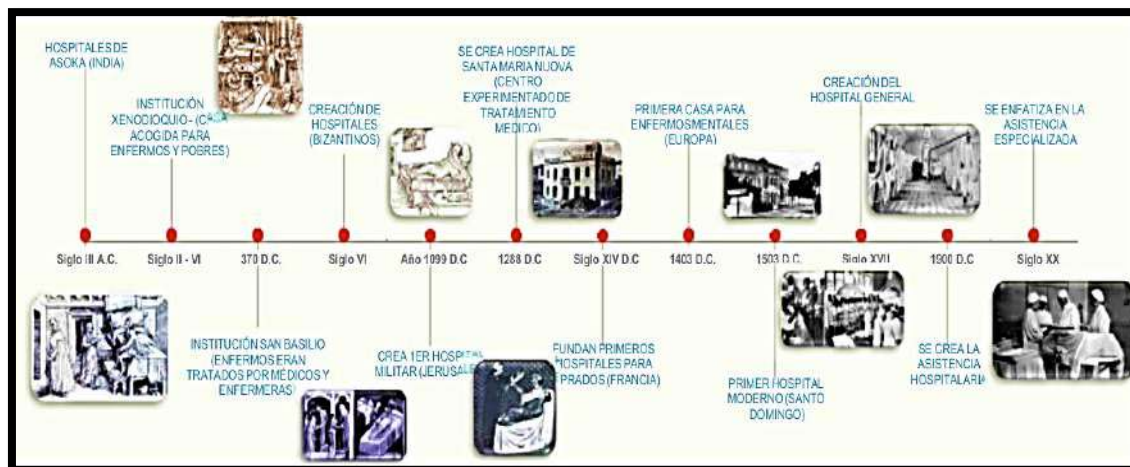 HOSPITALES DE
ASOKA (INDIA)
INSTITUCIÓN
XENODIOQUIO - (CASA
ACOGIDA PARA
ENFERMOS Y POBRES)
CREACIÓN DE
HOSPITALES
(BIZANTINOS)
SE CREA HOSPITAL DE
SANTA MARIA NUOVA
(CENTRO
EXPERIMENTADO DE
TRATAMIENTO
MEDICO)
PRIMERA CASA PARA
ENFERMOS MENTALES
(EUROPA)
CREACIÓN DEL
HOSPITAL GENERAL
SE ENFATIZA EN LA
ASISTENCIA
ESPECIALIZADA
Siglo III A.C.
Siglo II - VI
370 D.C.
Siglo VI
Año 1099 D.C
1288 D.C.
Siglo XIV D.C
1403 D.C.
1503 D.C.
Siglo XVII
1900 D.C
Siglo XX
INSTITUCIÓN SAN BASILIO
(ENFERMOS ERAN
TRATADOS POR MÉDICOS Y
ENFERMERAS)
CREA 1ER HOSPITAL
MILITAR (JERUSALE
FUNDAN PRIMEROS
HOSPITALES PARA
PRADOS (FRANCIA)
PRIMER HOSPITAL
MODERNO (SANTO
DOMINGO)
SE CREA LA
ASISTENCIA
HOSPITALARIA